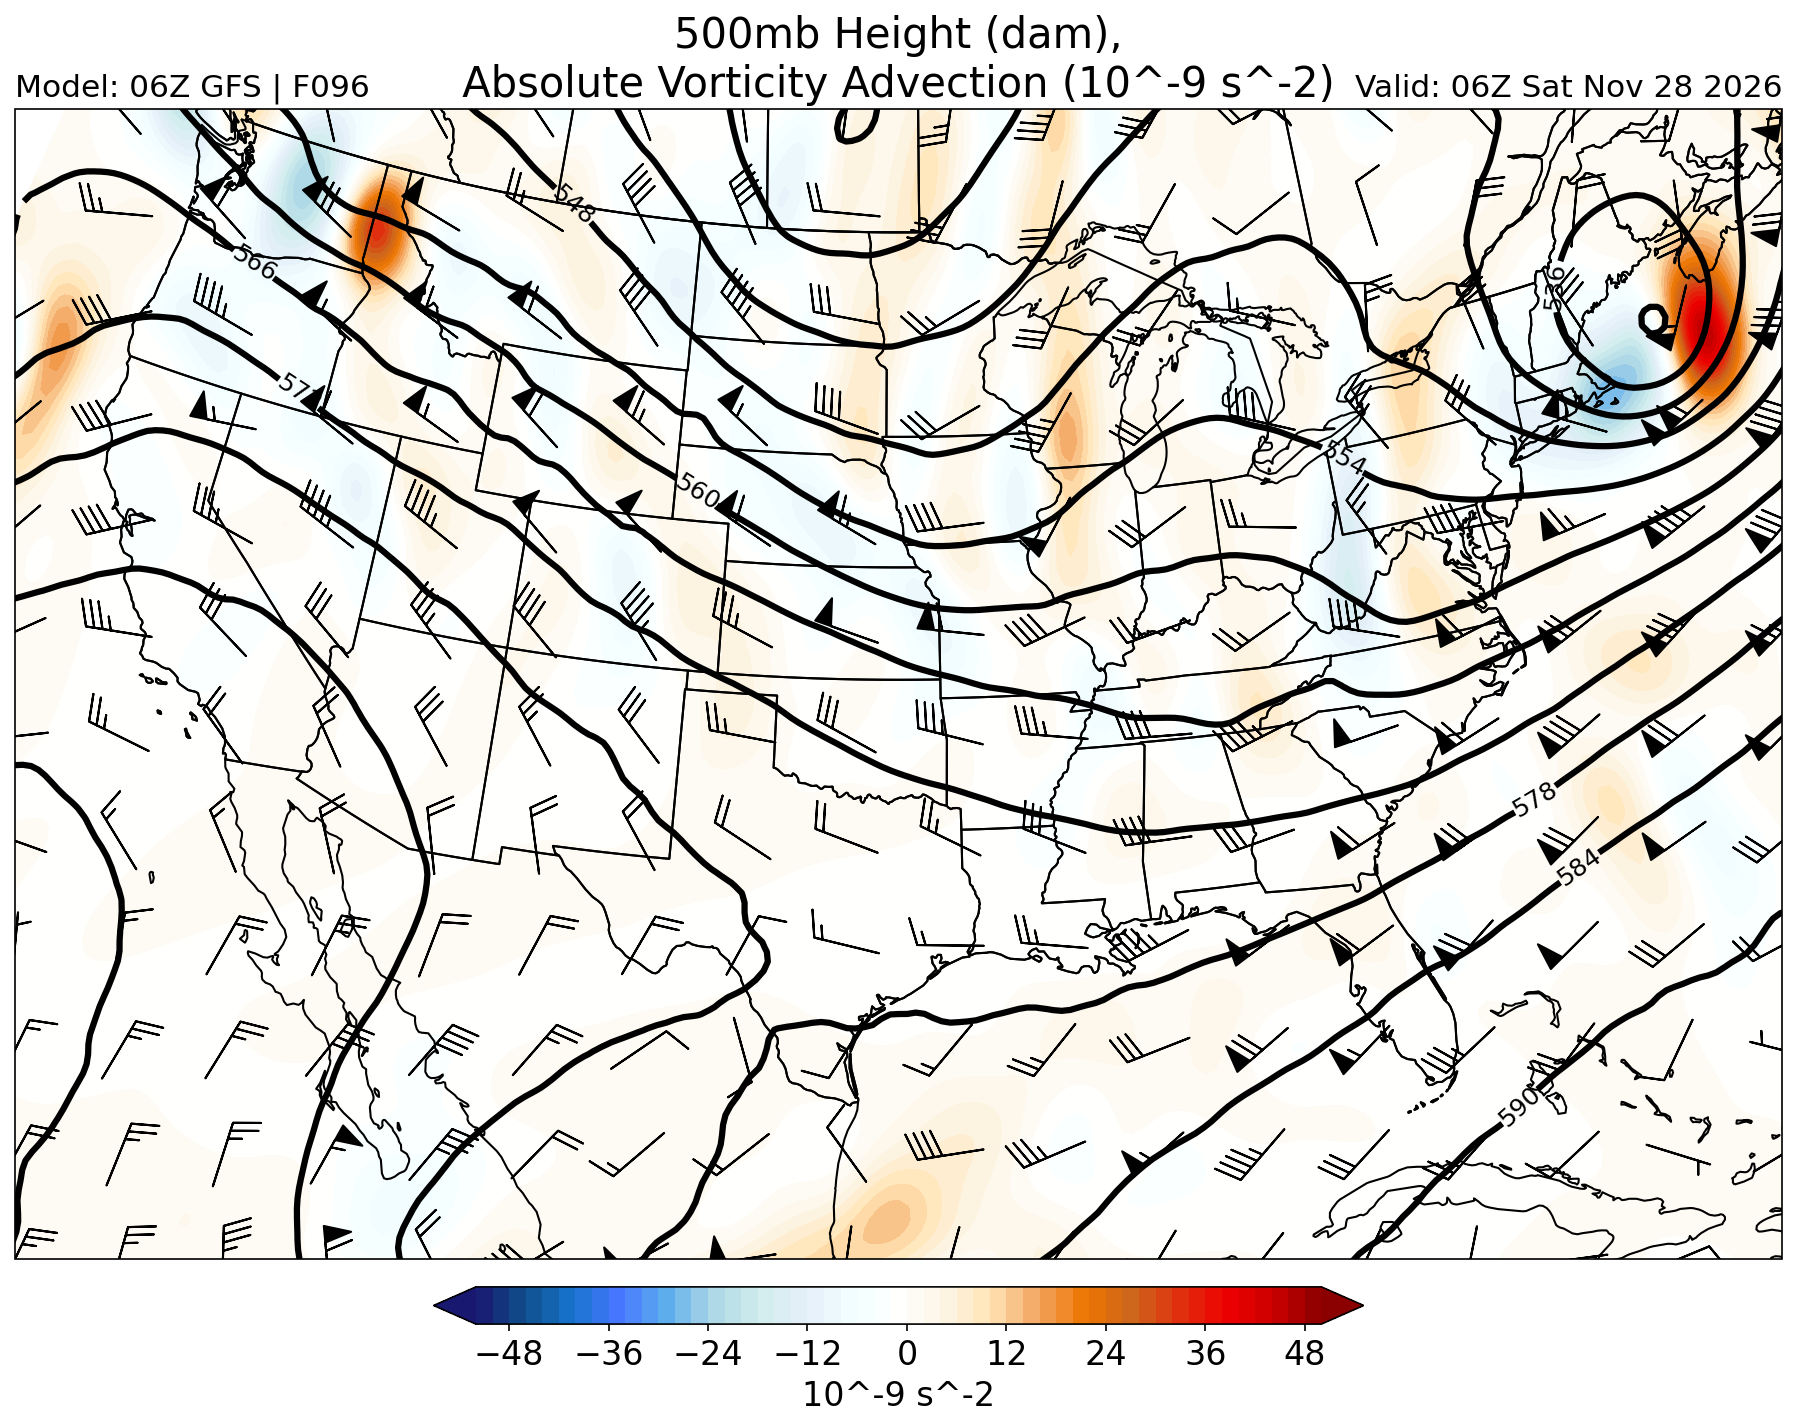 500mb Height (dam),
Model: 06Z GFS | F096
Absolute Vorticity Advection (10^-9 s^-2)
Valid: 06Z Sat Nov 28 2026
548
536
566
572
554
560
578
584
590
−48 −36 −24 −12 0 12 24 36 48
10^-9 s^-2